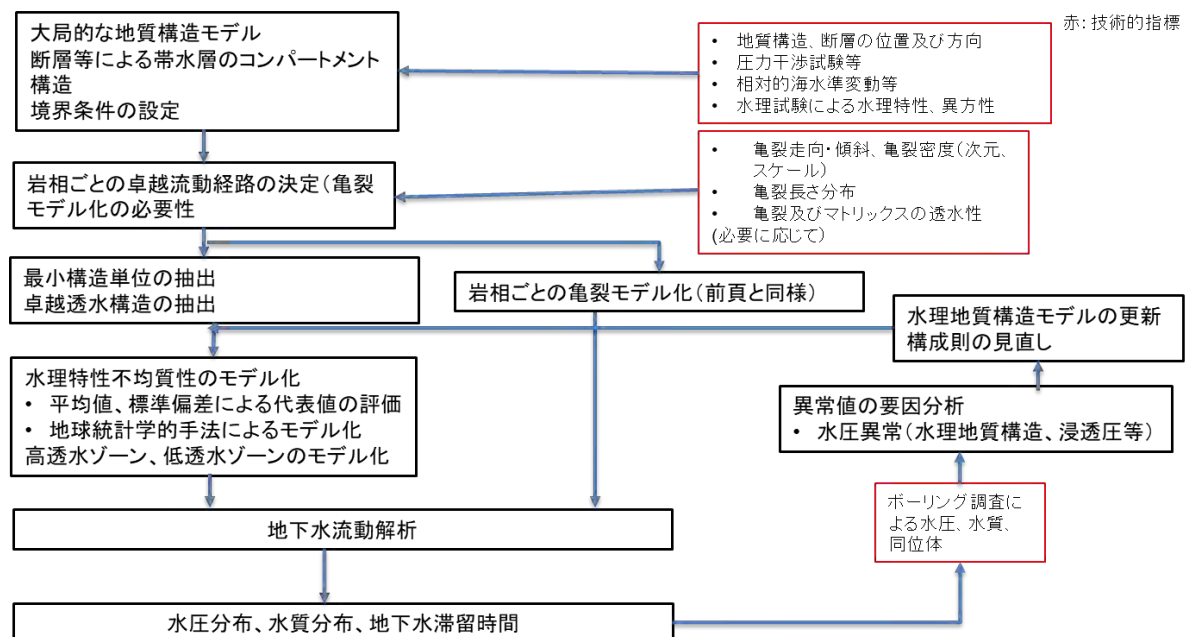 赤：技術的指標
大局的な地質構造モデル
断層等による帯水層のコンパートメント
構造
境界条件の設定
• 地質構造、断層の位置及び方向
• 圧力干渉試験等
• 相対的海水準変動等
• 水理試験による水理特性、異方性
岩相ごとの卓越流動経路の決定（亀裂
モデル化の必要性
• 亀裂走向・傾斜、亀裂密度（次元、
スケール）
• 亀裂長さ分布
• 亀裂及びマトリックスの透水性
(必要に応じて）
最小構造単位の抽出
卓越透水構造の抽出
岩相ごとの亀裂モデル化（前頁と同様）
水理地質構造モデルの更新
構成則の見直し
水理特性不均質性のモデル化
• 平均値、標準偏差による代表値の評価
• 地球統計学的手法によるモデル化
高透水ゾーン、低透水ゾーンのモデル化
異常値の要因分析
• 水圧異常（水理地質構造、浸透圧等）
ボーリング調査に
よる水圧、水質、
同位体
地下水流動解析
水圧分布、水質分布、地下水滞留時間